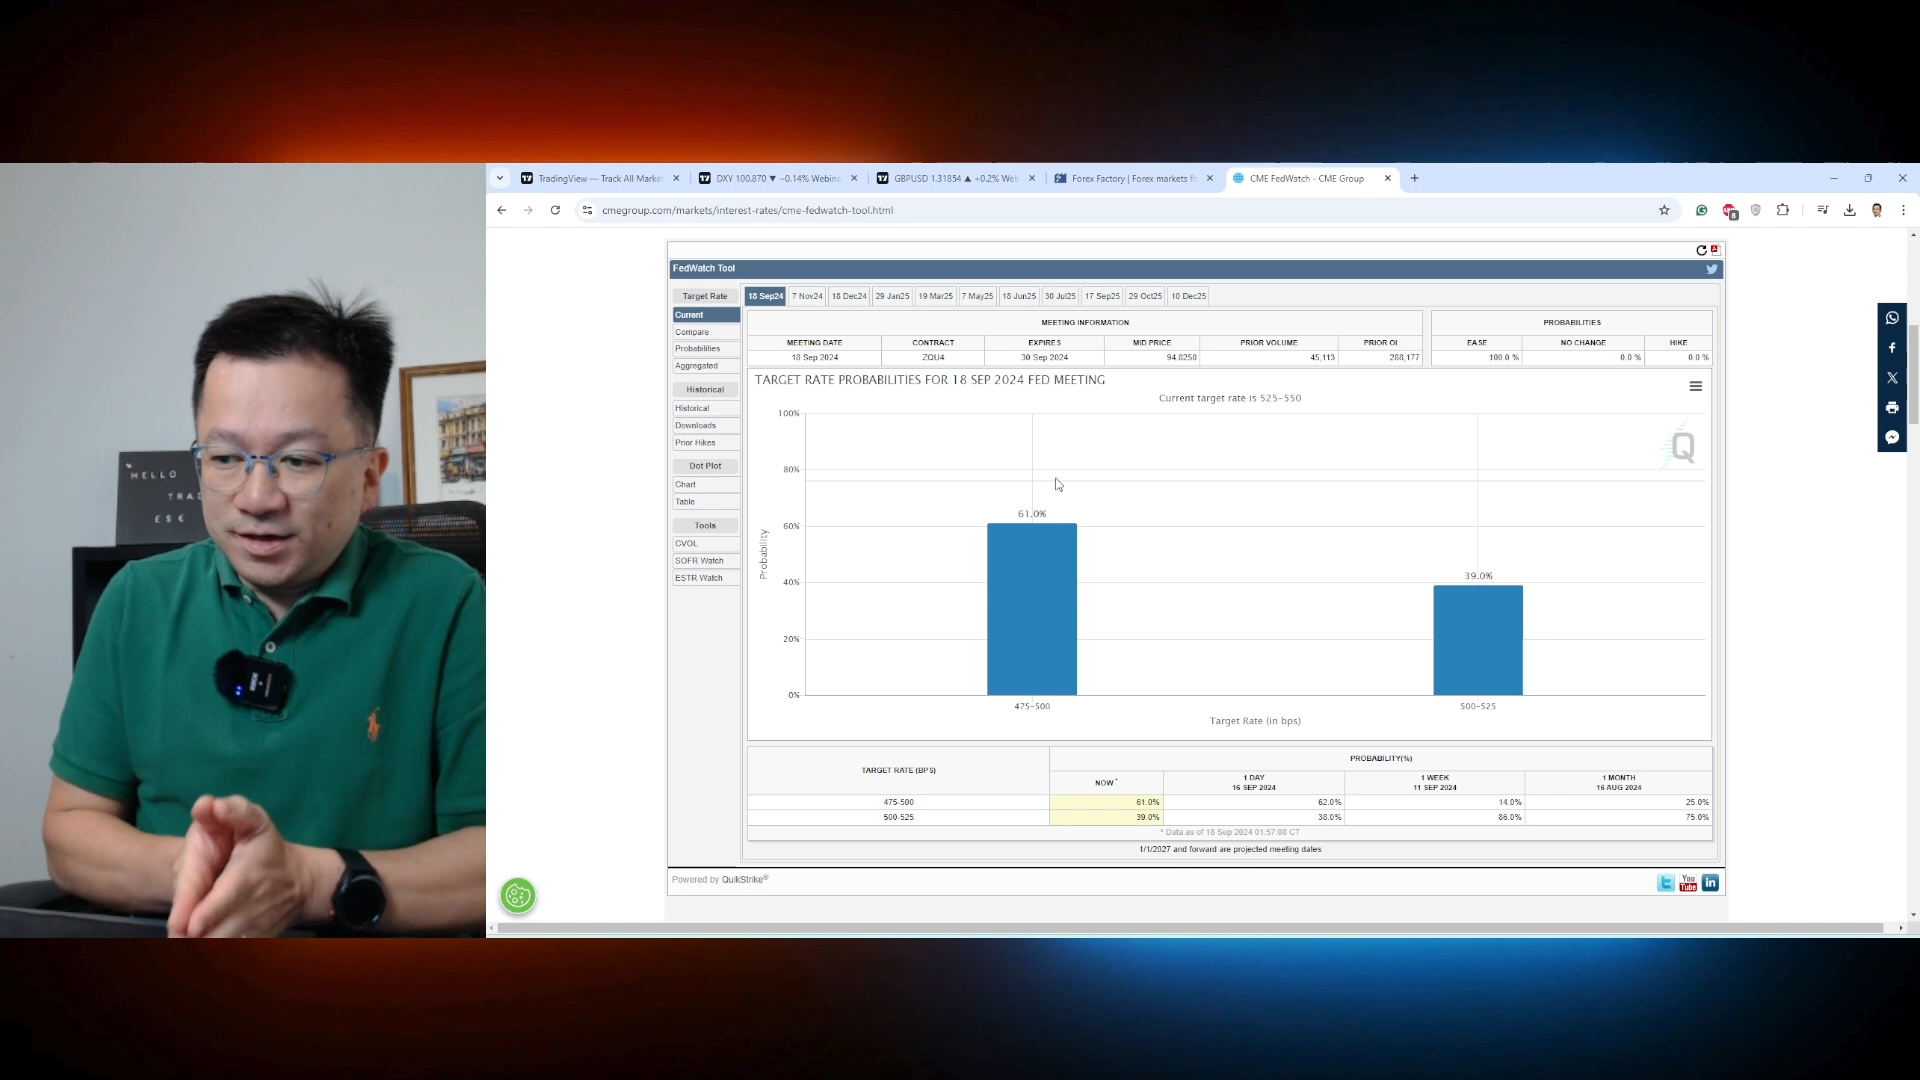 TradingView — Track All Marke
DXY 100.870 ▼ −0.14% Webina
GBPUSD 1.31854 ▲ +0.2% Web
Forex Factory | Forex markets fo
CME FedWatch - CME Group
cmegroup.com/markets/interest-rates/cme-fedwatch-tool.html
8
FedWatch Tool
Target Rate
Current
Compare
Probabilities
Aggregated
Historical
Historical
Downloads
Prior Hikes
Dot Plot
Chart
Table
Tools
CVOL
SOFR Watch
ESTR Watch
18 Sep24 7 Nov24 18 Dec24 29 Jan25 19 Mar25 7 May25 18 Jun25 30 Jul25 17 Sep25 29 Oct25 10 Dec25
MEETING INFORMATION
MEETING DATE CONTRACT EXPIRES MID PRICE PRIOR VOLUME PRIOR OI
18 Sep 2024 ZQU4 30 Sep 2024 94.8250 45,113 288,177
PROBABILITIES
EASE NO CHANGE HIKE
100.0 % 0.0 % 0.0 %
TARGET RATE PROBABILITIES FOR 18 SEP 2024 FED MEETING
Current target rate is 525-550
Q
Probability
100%
80%
60%
40%
20%
0%
61.0%
39.0%
475-500
500-525
Target Rate (in bps)
TARGET RATE (BPS) PROBABILITY(%)
NOW * 1 DAY 16 SEP 2024 1 WEEK 11 SEP 2024 1 MONTH 16 AUG 2024
475-500 61.0% 62.0% 14.0% 25.0%
500-525 39.0% 38.0% 86.0% 75.0%
* Data as of 18 Sep 2024 01:57:08 CT
1/1/2027 and forward are projected meeting dates
Powered by QuikStrike®
You Tube
in
HELLO
TRA
£$€